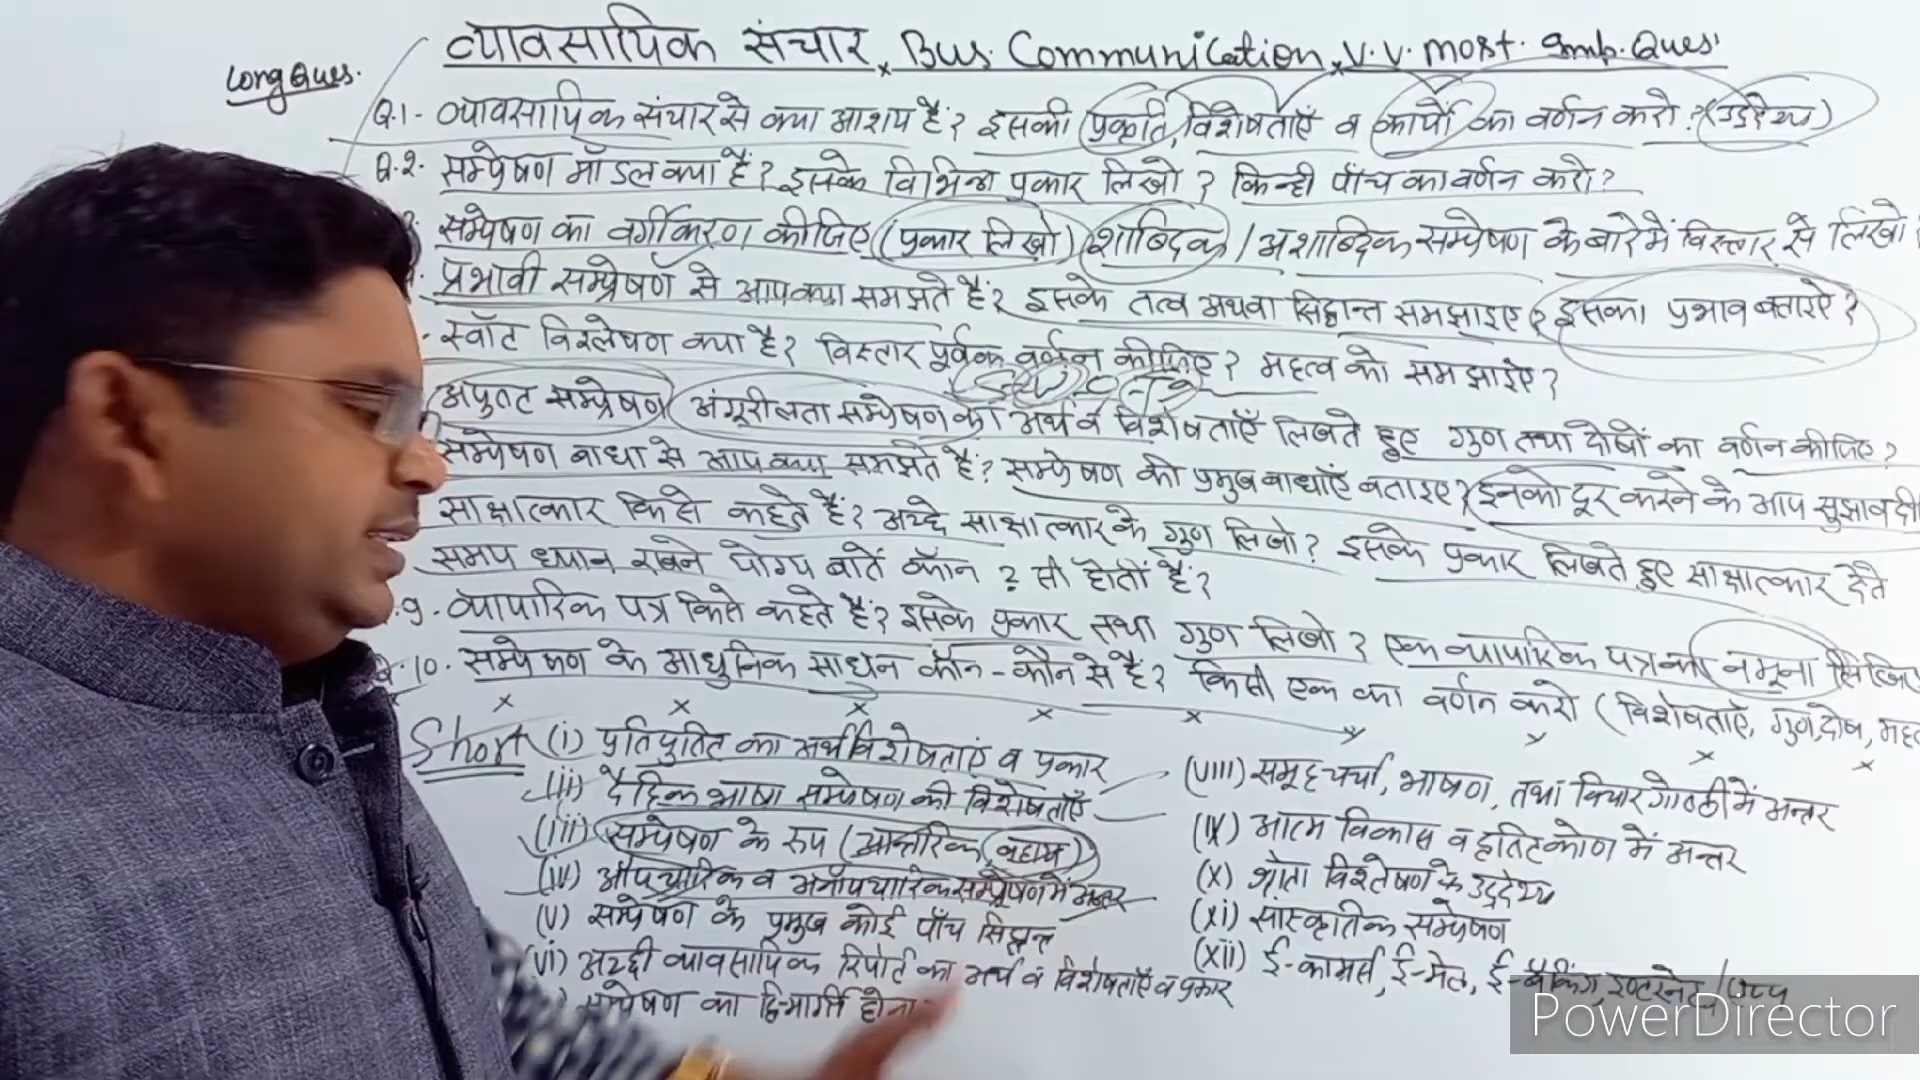 व्यावसायिक संचार, Bus. Communication, V. V. most. Imp. Ques.
Long Ques.
Q.1- व्यावसायिक संचार से क्या आशय हैं? इसकी प्रकृति, विशेषताएँ व कार्यों का वर्णन करो? (उद्देश्य)
Q.2. सम्प्रेषण मॉडल क्या हैं? इसके विभिन्न प्रकार लिखो? किन्ही पाँच का वर्णन करो?
सम्प्रेषण का वर्गीकरण कीजिए (प्रकार लिखो) शाब्दिक / अशाब्दिक सम्प्रेषण के बारे में विस्तार से लिखो
प्रभावी सम्प्रेषण से आप क्या समझते हैं? इसके तत्व अथवा सिद्धान्त समझाइए? इसका प्रभाव बताऐ?
- स्वॉट विश्लेषण क्या है? विस्तार पूर्वक वर्णन कीजिए? महत्व को समझाइए?
अंगूरीलता सम्प्रेषण का अर्थ व विशेषताएँ लिखते हुए गुण तथा दोषों का वर्णन कीजिए?
सम्प्रेषण बाधा से आप क्या समझते हैं? सम्प्रेषण की प्रमुख बाधाएँ बताइए? इनको दूर करने के आप सुझाव दी
साक्षात्कार किसे कहते हैं? अच्छे साक्षात्कार के गुण लिखो? इसके प्रकार लिखते हुए साक्षात्कार देते
समय ध्यान रखने योग्य बातें कौन ? सी होती हैं?
.9. व्यापारिक पत्र किसे कहते हैं? इसके प्रकार तथा गुण लिखो? एक व्यापारिक पत्र का नमूना
Q.10. सम्प्रेषण के आधुनिक साधन कौन-कौन से है? किसी एक का वर्णन करो (विशेषताएँ, गुण, दोष,
Short (i) प्रतिपुष्टि का अर्थ विशेषताएं व प्रकार
(ii) दैहिक भाषा सम्प्रेषण की विशेषताएँ
(iii) सम्प्रेषण के रुप (आन्तरिक,
(iv) औपचारिक व अनौपचारिक सम्प्रेषण में अन्तर
(v) सम्प्रेषण के प्रमुख कोई पाँच सिद्धान्त
(vi) अच्छी व्यावसायिक रिपोर्ट का अर्थ व विशेषताएँ व प्रकार
सम्प्रेषण का द्विमार्गी होना
(viii) समूह चर्चा, भाषण, तथा विचार गोष्ठी में अन्तर
(ix) आत्म विकास व दृष्टिकोण में अन्तर
(x) श्रोता विश्लेषण के उद्देश्य
(xi) सांस्कृतिक सम्प्रेषण
(xii) ई-कामर्स, ई-मेल, ई-बैंकिंग, इण्टरनेट /
PowerDirector